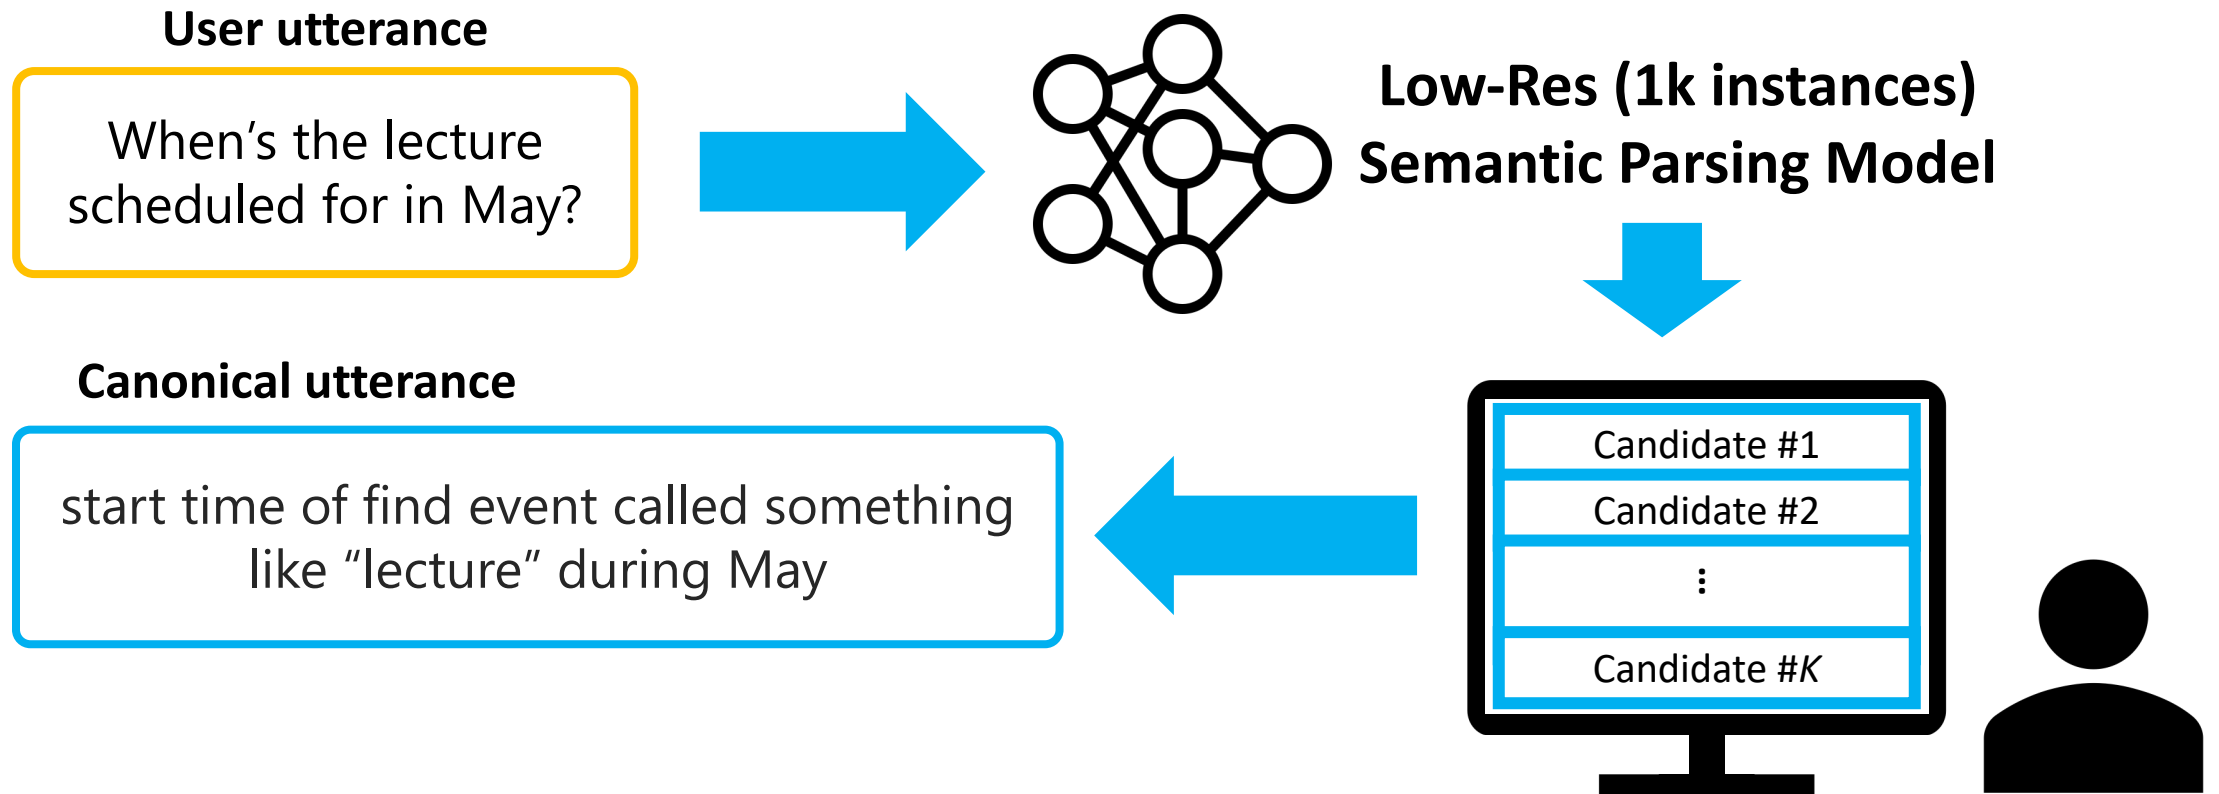 User utterance
When’s the lecture
scheduled for in May?
Low-Res (1k instances)
Semantic Parsing Model
Candidate #1
Candidate #2
⋮
Candidate #K
Canonical utterance
start time of find event called something
like “lecture” during May